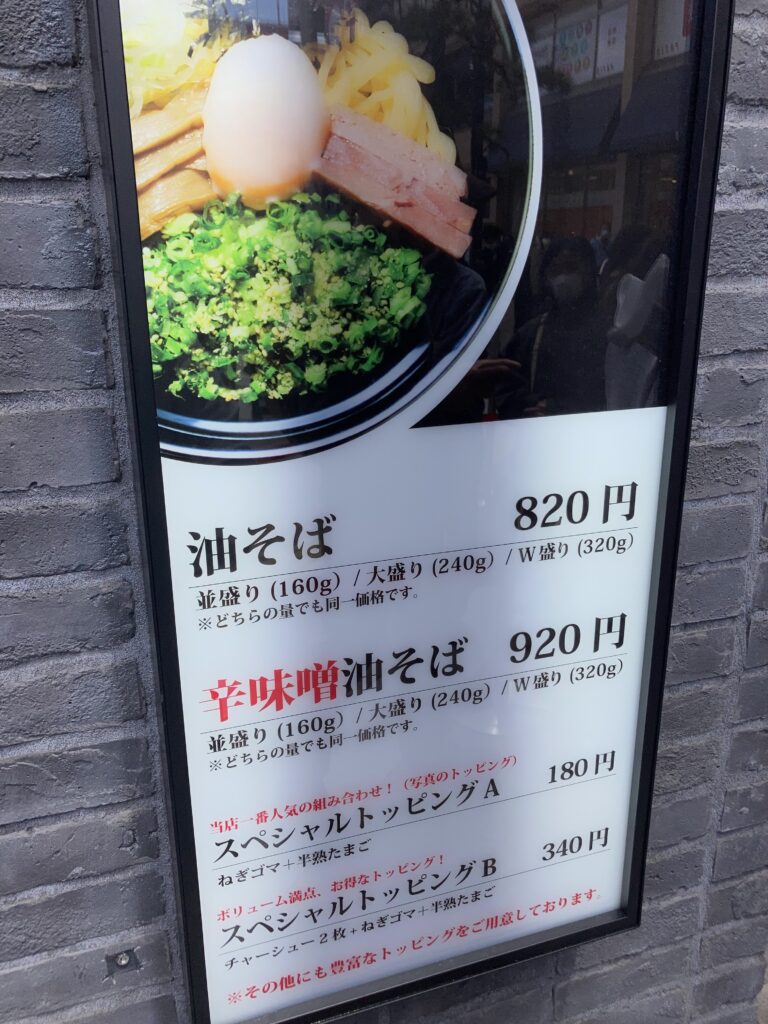 油そば 820円
並盛り (160g) / 大盛り (240g) / W盛り (320g)
※どちらの量でも同一価格です。
辛味噌油そば 920円
並盛り (160g) / 大盛り (240g) / W盛り (320g)
※どちらの量でも同一価格です。
当店一番人気の組み合わせ！（写真のトッピング）
スペシャルトッピングA 180円
ねぎゴマ＋半熟たまご
ボリューム満点、お得なトッピング！
スペシャルトッピングB 340円
チャーシュー2枚+ねぎゴマ＋半熟たまご
※その他にも豊富なトッピングをご用意しております。